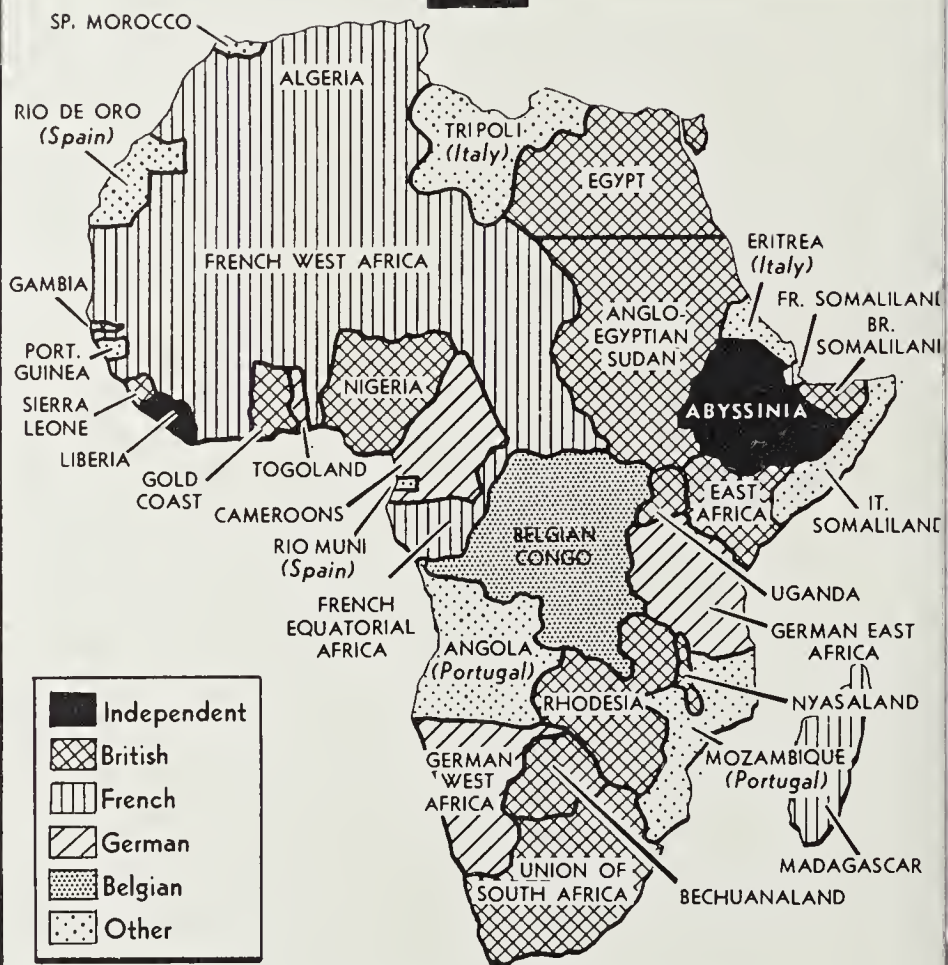 SP. MOROCCO
ALGERIA
RIO DE ORO
(Spain)
TRIPOLI
(Italy)
EGYPT
ERITREA
(Italy)
FRENCH WEST AFRICA
GAMBIA
FR. SOMALILAND
BR.
SOMALILAND
ANGLO-
EGYPTIAN
SUDAN
PORT.
GUINEA
NIGERIA
SIERRA
LEONE
ABYSSINIA
LIBERIA
GOLD
COAST
TOGOLAND
EAST
AFRICA
IT.
SOMALILAND
CAMEROONS
BELGIAN
CONGO
RIO MUNI
(Spain)
UGANDA
FRENCH
EQUATORIAL
AFRICA
GERMAN EAST
AFRICA
ANGOLA
(Portugal)
NYASALAND
RHODESIA
MOZAMBIQUE
(Portugal)
GERMAN
WEST
AFRICA
MADAGASCAR
UNION OF
SOUTH AFRICA
BECHUANALAND
Independent
British
French
German
Belgian
Other